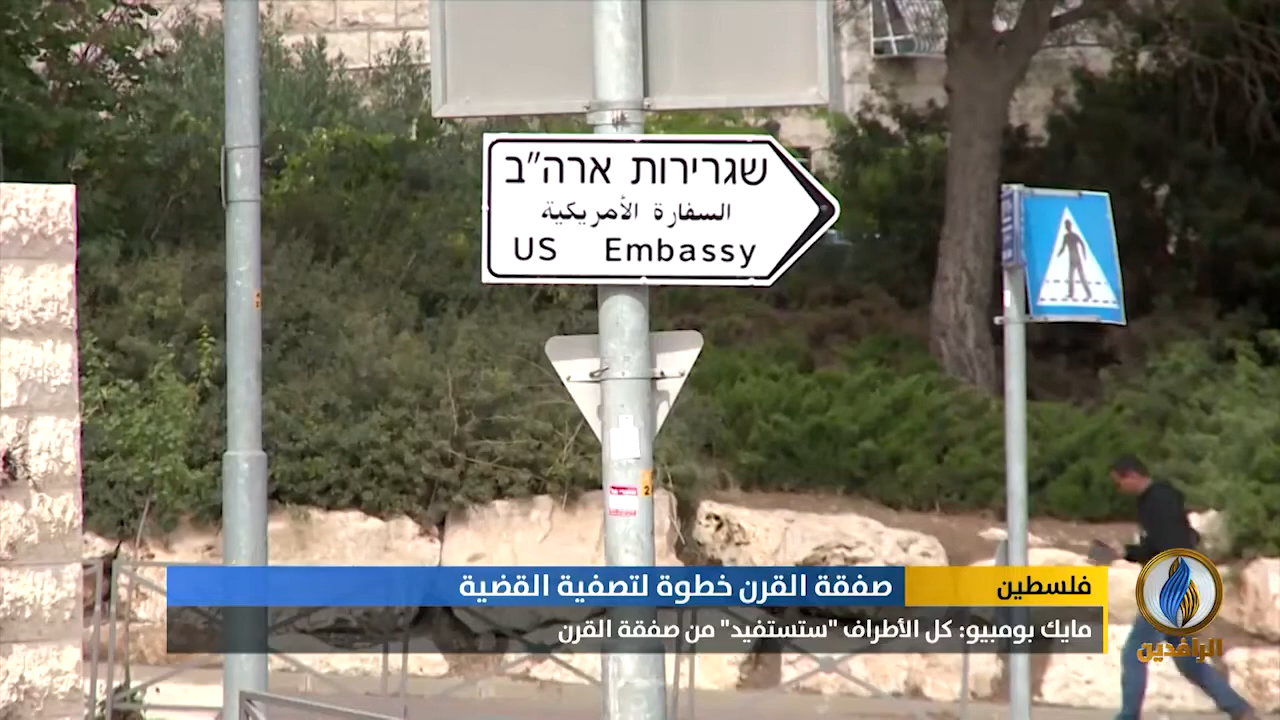 שגרירות ארה"ב
السفارة الأمريكية
US Embassy
2
فلسطين
صفقة القرن خطوة لتصفية القضية
مايك بومبيو: كل الأطراف "ستستفيد" من صفقة القرن
الرافدين